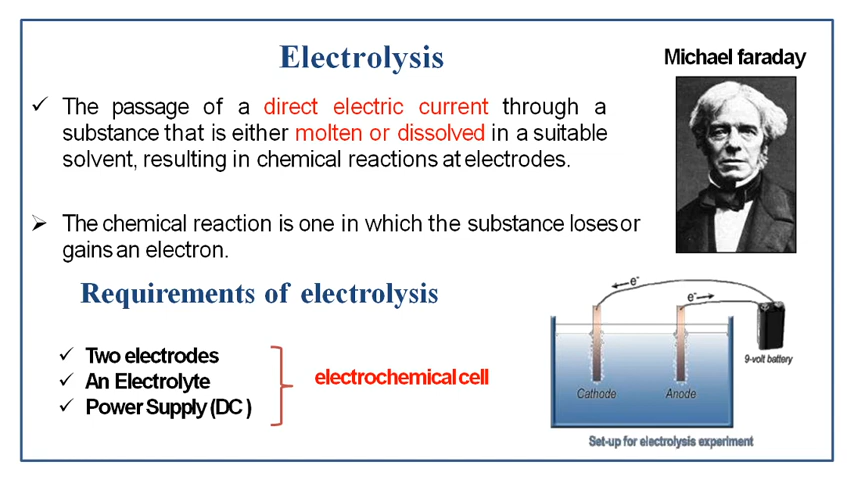 Electrolysis
Michael faraday
✓ The passage of a direct electric current through a
substance that is either molten or dissolved in a suitable
solvent, resulting in chemical reactions at electrodes.
➢ The chemical reaction is one in which the substance loses or
gains an electron.
Requirements of electrolysis
✓ Two electrodes
✓ An Electrolyte
✓ Power Supply (DC )
electrochemical cell
e-
e-
9-volt battery
Cathode
Anode
Set-up for electrolysis experiment